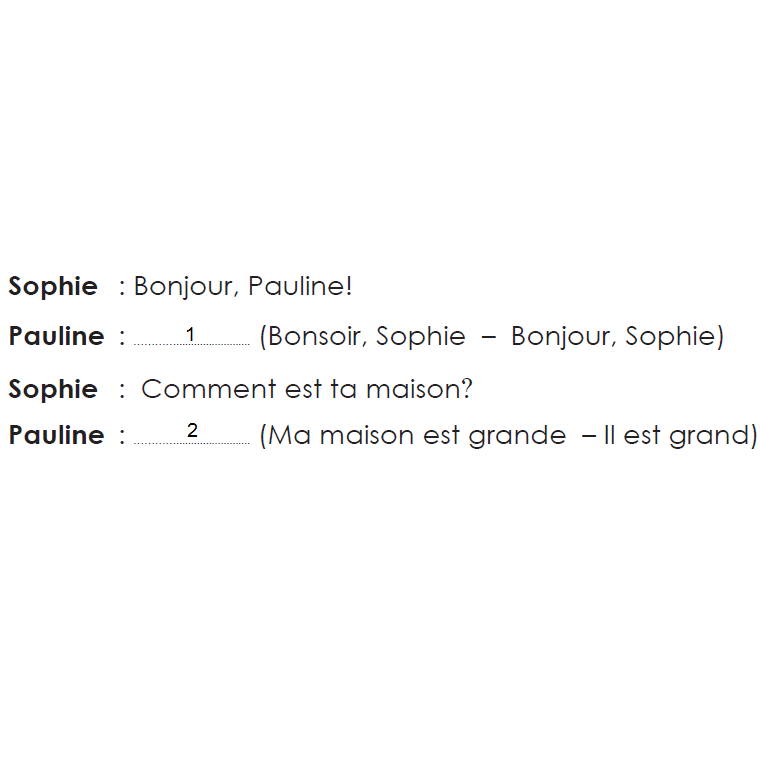 Sophie : Bonjour, Pauline!
Pauline : ........1........ (Bonsoir, Sophie – Bonjour, Sophie)
Sophie : Comment est ta maison?
Pauline : ........2........ (Ma maison est grande – Il est grand)